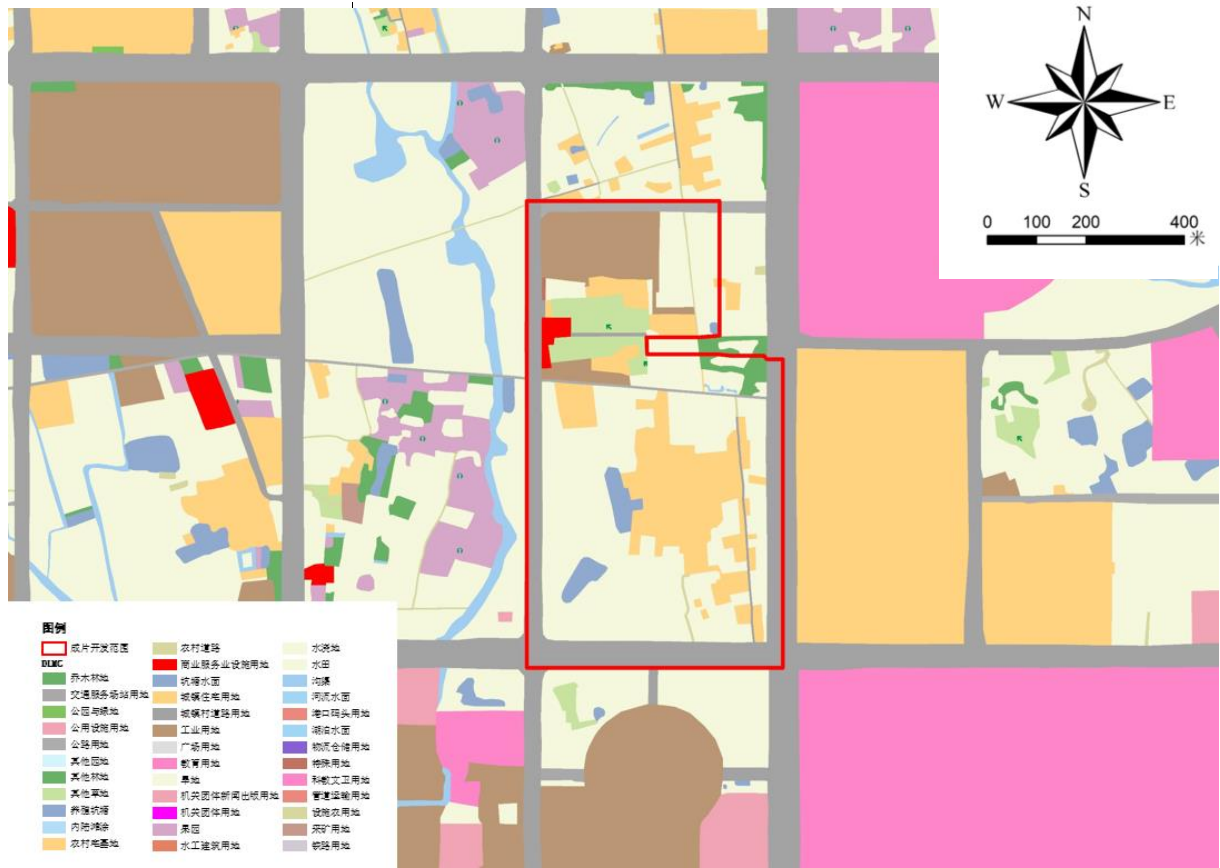 N
W
E
S
0 100 200 400
米
图例
成片开发范围
DLMC
乔木林地
交通服务场站用地
公园与绿地
公用设施用地
公路用地
其他园地
其他林地
其他草地
养殖坑塘
内陆滩涂
农村宅基地
农村道路
商业服务业设施用地
坑塘水面
城镇住宅用地
城镇村道路用地
工业用地
广场用地
教育用地
旱地
机关团体新闻出版用地
机关团体用地
果园
水工建筑用地
水浇地
水田
沟渠
河流水面
港口码头用地
湖泊水面
物流仓储用地
特殊用地
科教文卫用地
管道运输用地
设施农用地
采矿用地
铁路用地